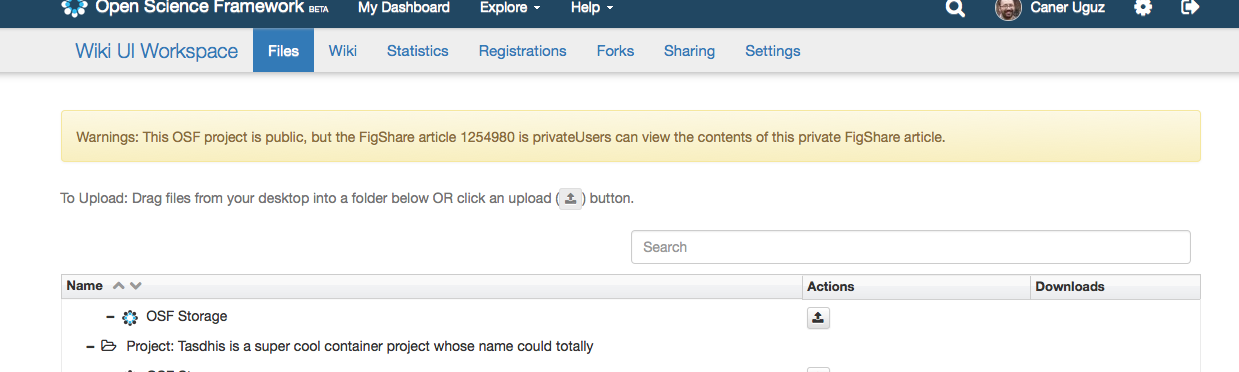 Open Science Framework BETA My Dashboard Explore Help Caner Uguz
Wiki UI Workspace Files Wiki Statistics Registrations Forks Sharing Settings
Warnings: This OSF project is public, but the FigShare article 1254980 is privateUsers can view the contents of this private FigShare article.
To Upload: Drag files from your desktop into a folder below OR click an upload ( ) button.
Search
Name Actions Downloads
OSF Storage
Project: Tasdhis is a super cool container project whose name could totally